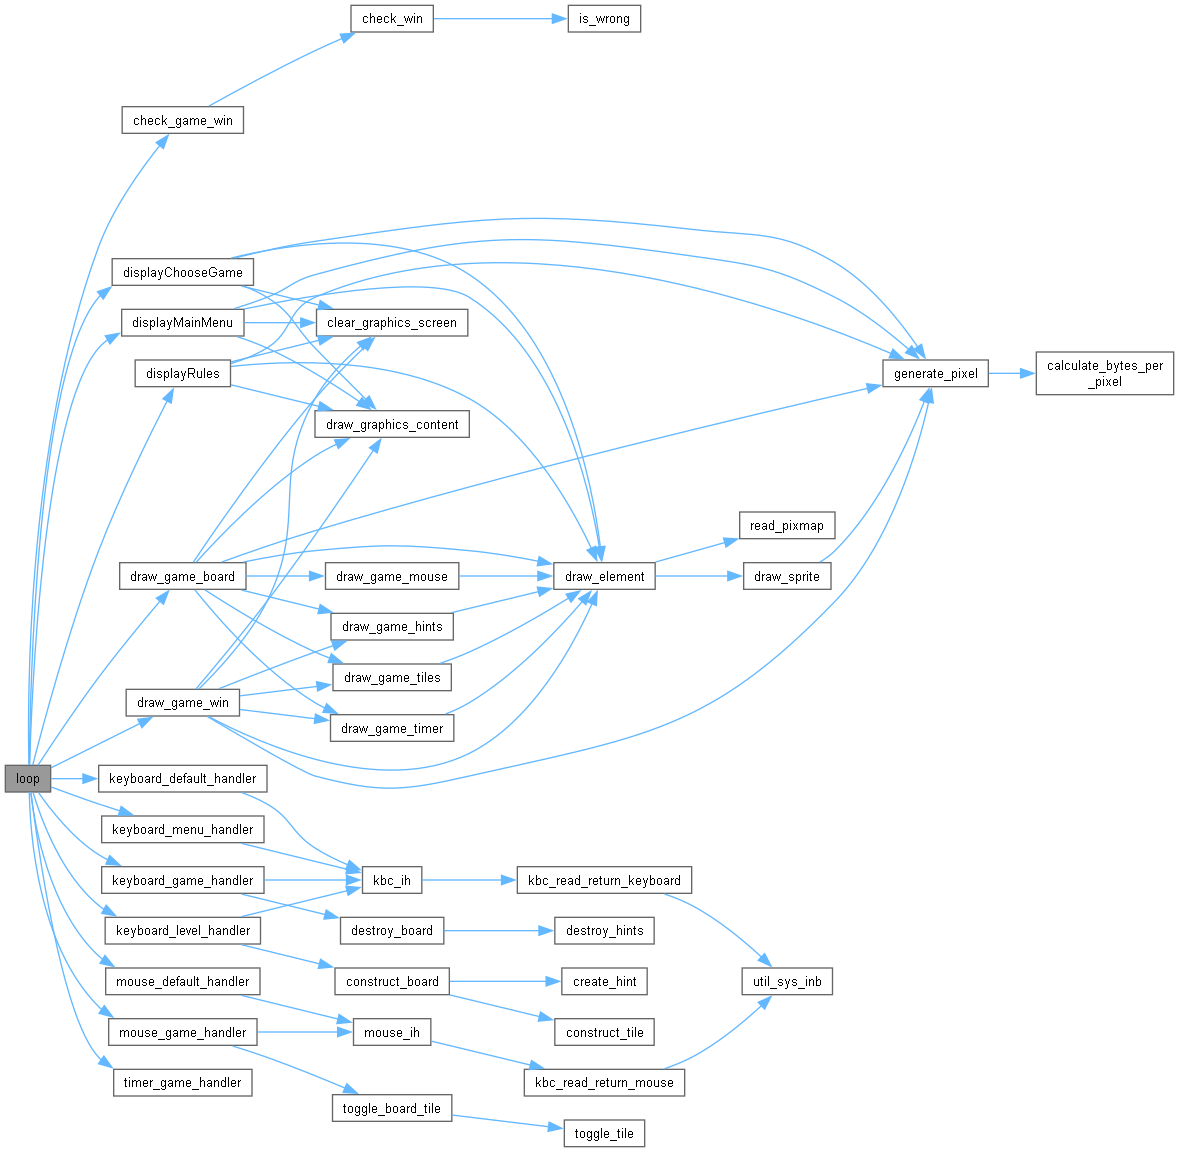 check_win
is_wrong
check_game_win
displayChooseGame
displayMainMenu
clear_graphics_screen
displayRules
generate_pixel
calculate_bytes_per
_pixel
draw_graphics_content
read_pixmap
draw_game_board
draw_game_mouse
draw_element
draw_sprite
draw_game_hints
draw_game_tiles
draw_game_win
draw_game_timer
loop
keyboard_default_handler
keyboard_menu_handler
keyboard_game_handler
kbc_ih
kbc_read_return_keyboard
keyboard_level_handler
destroy_board
destroy_hints
mouse_default_handler
construct_board
create_hint
util_sys_inb
mouse_game_handler
mouse_ih
construct_tile
timer_game_handler
kbc_read_return_mouse
toggle_board_tile
toggle_tile